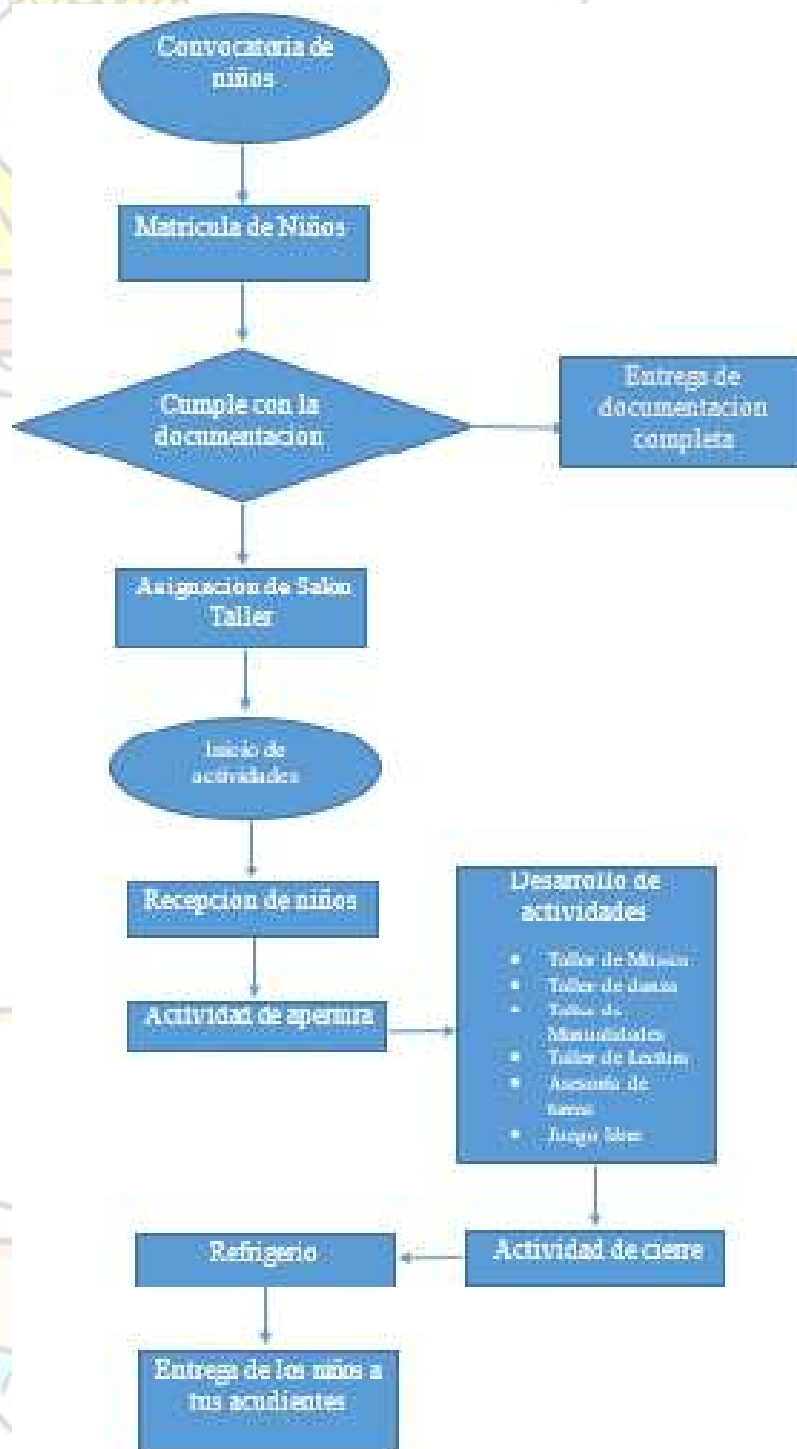 Convocatoria de
niños
Matricula de Niños
Cumple con la
documentacion
Entrega de
documentacion
completa
Asignacion de Salon
Taller
Inicio de
actividades
Recepcion de niños
Actividad de apertura
Desarrollo de
actividades
Taller de Música
Taller de danza
Taller de
Manualidades
Taller de Lectura
Asesoría de
Juego libre
Actividad de cierre
Refrigerio
Entrega de los niños a
acudientes